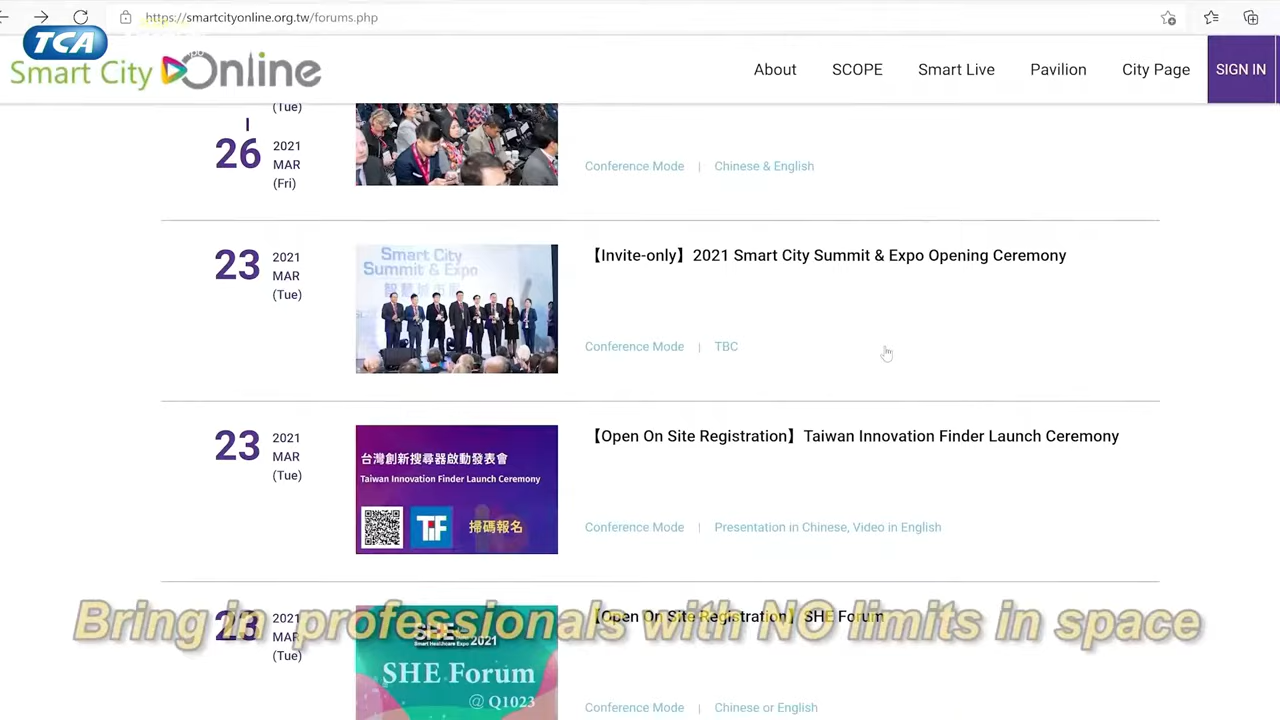 https://smartcityonline.org.tw/forums.php
TCA
Smart City Online
About
SCOPE
Smart Live
Pavilion
City Page
SIGN IN
(Tue)
26
2021
MAR
(Fri)
Conference Mode | Chinese & English
23
2021
MAR
(Tue)
Smart City
Summit & Expo
【Invite-only】2021 Smart City Summit & Expo Opening Ceremony
Conference Mode | TBC
23
2021
MAR
(Tue)
台灣創新搜尋器啟動發表會
Taiwan Innovation Finder Launch Ceremony
TiF
掃碼報名
【Open On Site Registration】Taiwan Innovation Finder Launch Ceremony
Conference Mode | Presentation in Chinese, Video in English
23
2021
MAR
(Tue)
2021
Smart Healthcare Expo
SHE Forum
@ Q1023
【Open On Site Registration】SHE Forum
Conference Mode | Chinese or English
Bring in professionals with NO limits in space